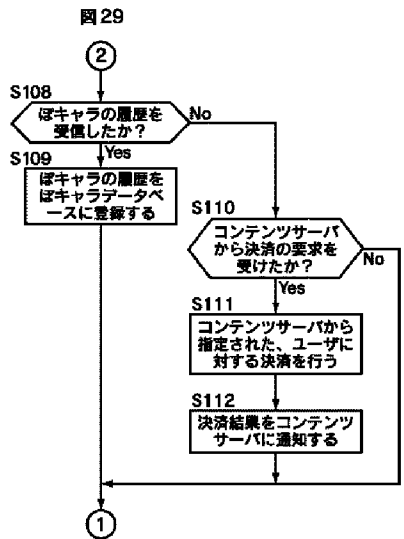 図29
2
S108
ぽキャラの履歴を
受信したか？
No
Yes
S109
ぽキャラの履歴を
ぽキャラデータベ
ースに登録する
S110
コンテンツサーバ
から決済の要求を
受けたか？
No
Yes
S111
コンテンツサーバから
指定された、ユーザに
対する決済を行う
S112
決済結果をコンテンツ
サーバに通知する
1